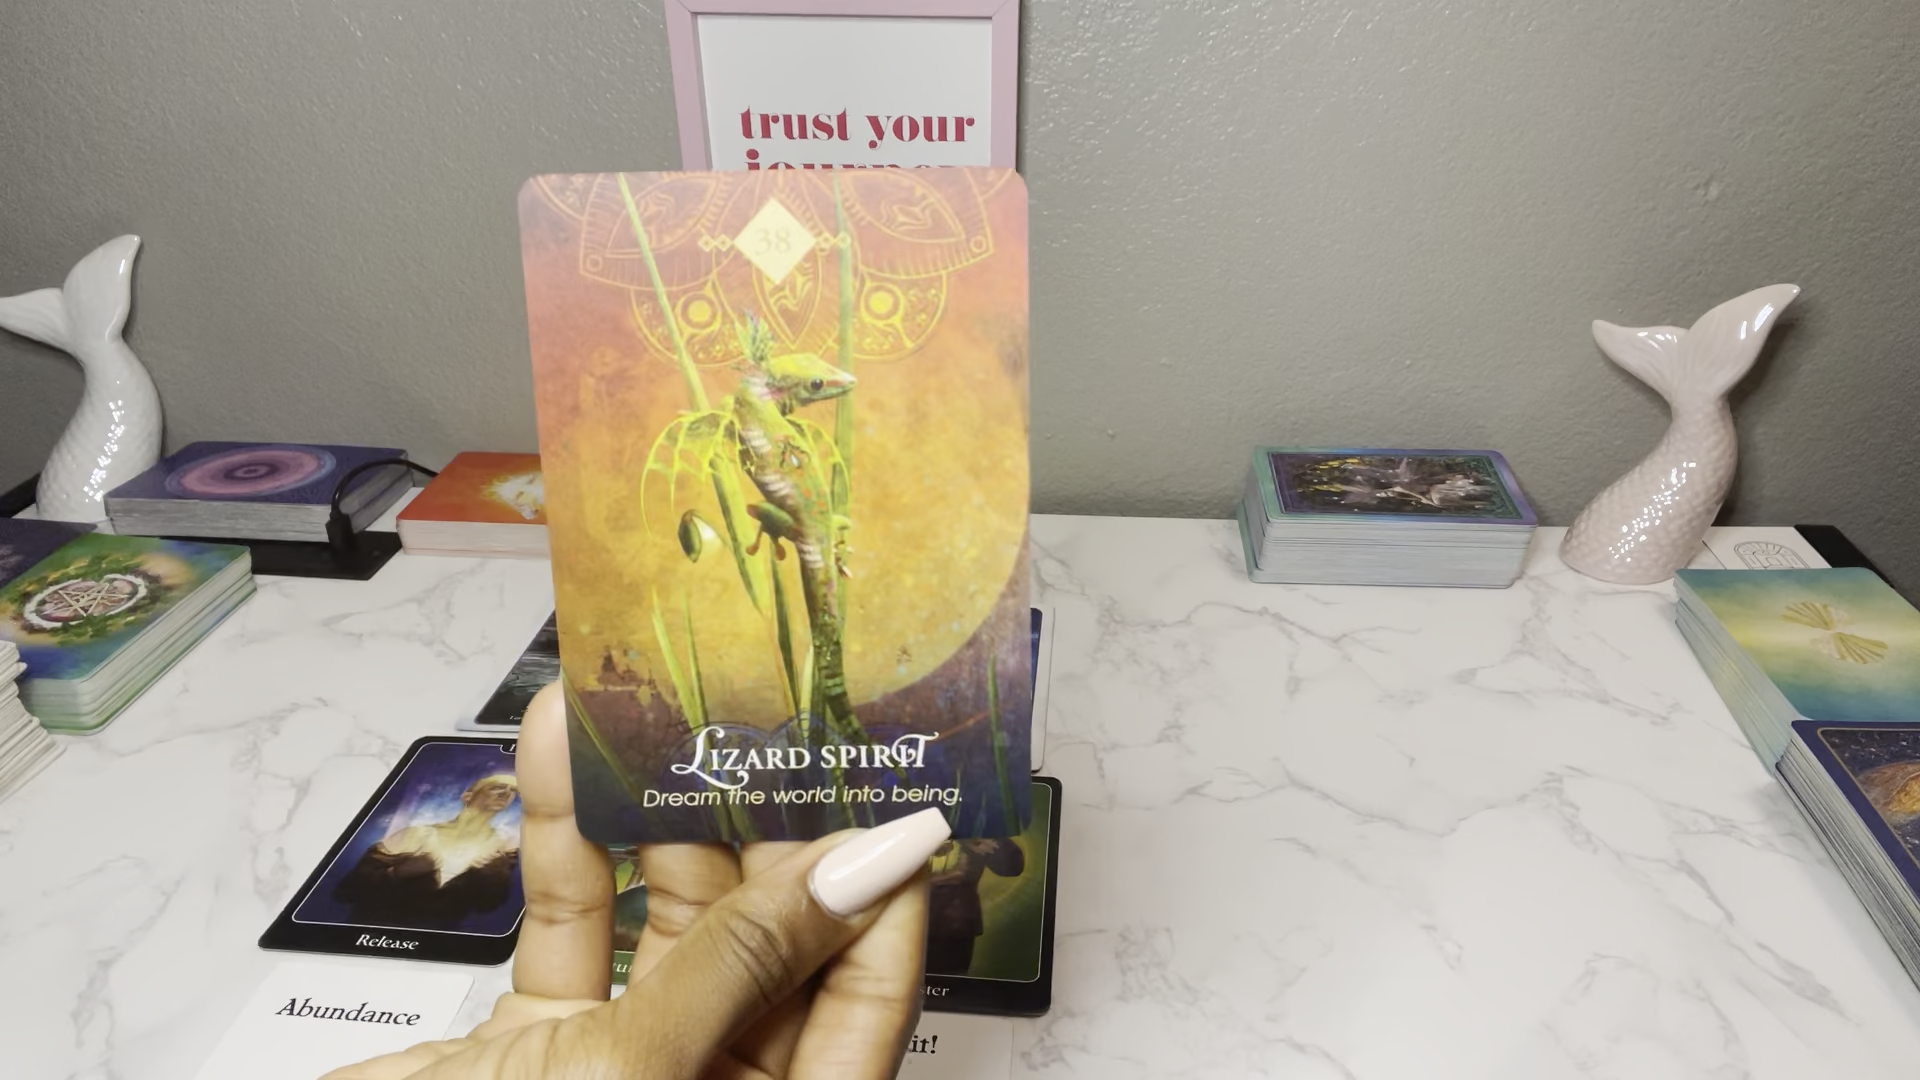 trust your
38
LIZARD SPIRIT
Dream the world into being.
Release
Abundance
it!